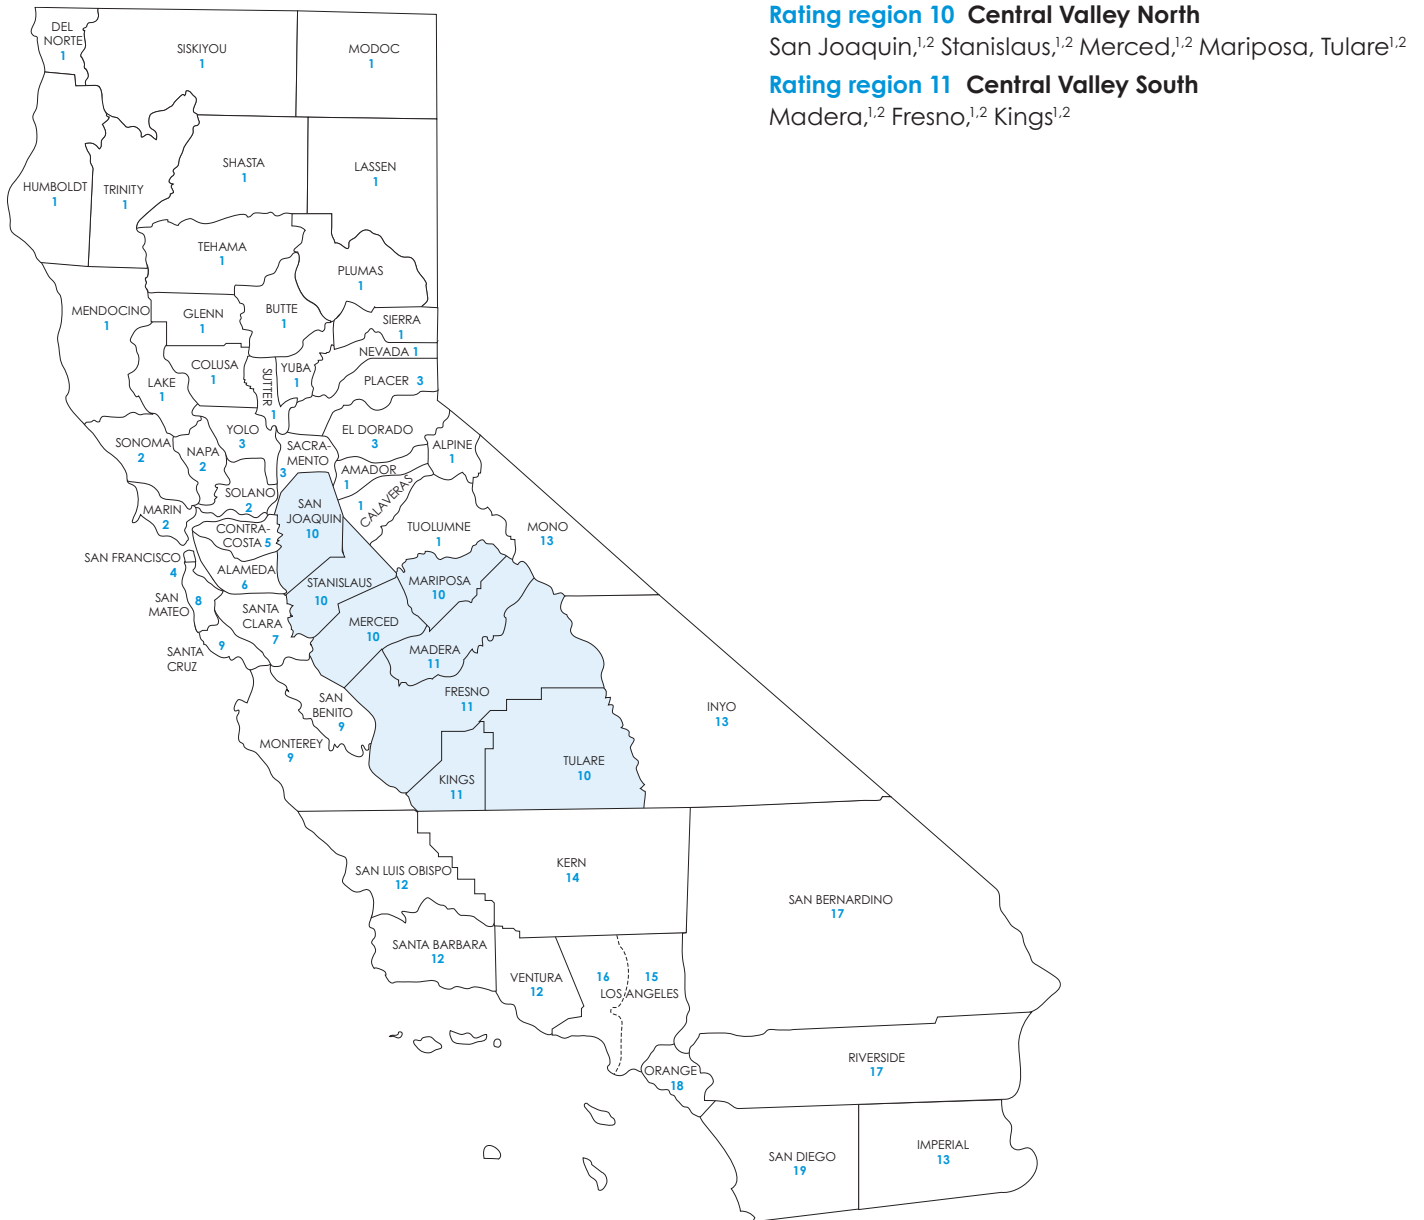 Rating region 10 Central Valley North
San Joaquin,1,2 Stanislaus,1,2 Merced,1,2 Mariposa, Tulare1,2
Rating region 11 Central Valley South
Madera,1,2 Fresno,1,2 Kings1,2
DEL
NORTE
1
SISKIYOU
1
MODOC
1
HUMBOLDT
1
TRINITY
1
SHASTA
1
LASSEN
1
TEHAMA
1
PLUMAS
1
MENDOCINO
1
GLENN
1
BUTTE
1
SIERRA
1
NEVADA 1
COLUSA
1
SUTTER
1
YUBA
1
PLACER 3
LAKE
1
SONOMA
2
NAPA
2
YOLO
3
SACRA-
MENTO
3
EL DORADO
3
ALPINE
1
AMADOR
1
CALAVERAS
1
SOLANO
2
MARIN
2
SAN
JOAQUIN
10
CONTRA-
COSTA 5
TUOLUMNE
1
MONO
13
SAN FRANCISCO
4
ALAMEDA
6
STANISLAUS
10
MARIPOSA
10
SAN
MATEO
8
SANTA
CLARA
7
MERCED
10
MADERA
11
SANTA
CRUZ
9
SAN
BENITO
9
FRESNO
11
INYO
13
MONTEREY
9
KINGS
11
TULARE
10
SAN LUIS OBISPO
12
KERN
14
SAN BERNARDINO
17
SANTA BARBARA
12
VENTURA
12
16 15
LOS ANGELES
ORANGE
18
RIVERSIDE
17
SAN DIEGO
19
IMPERIAL
13